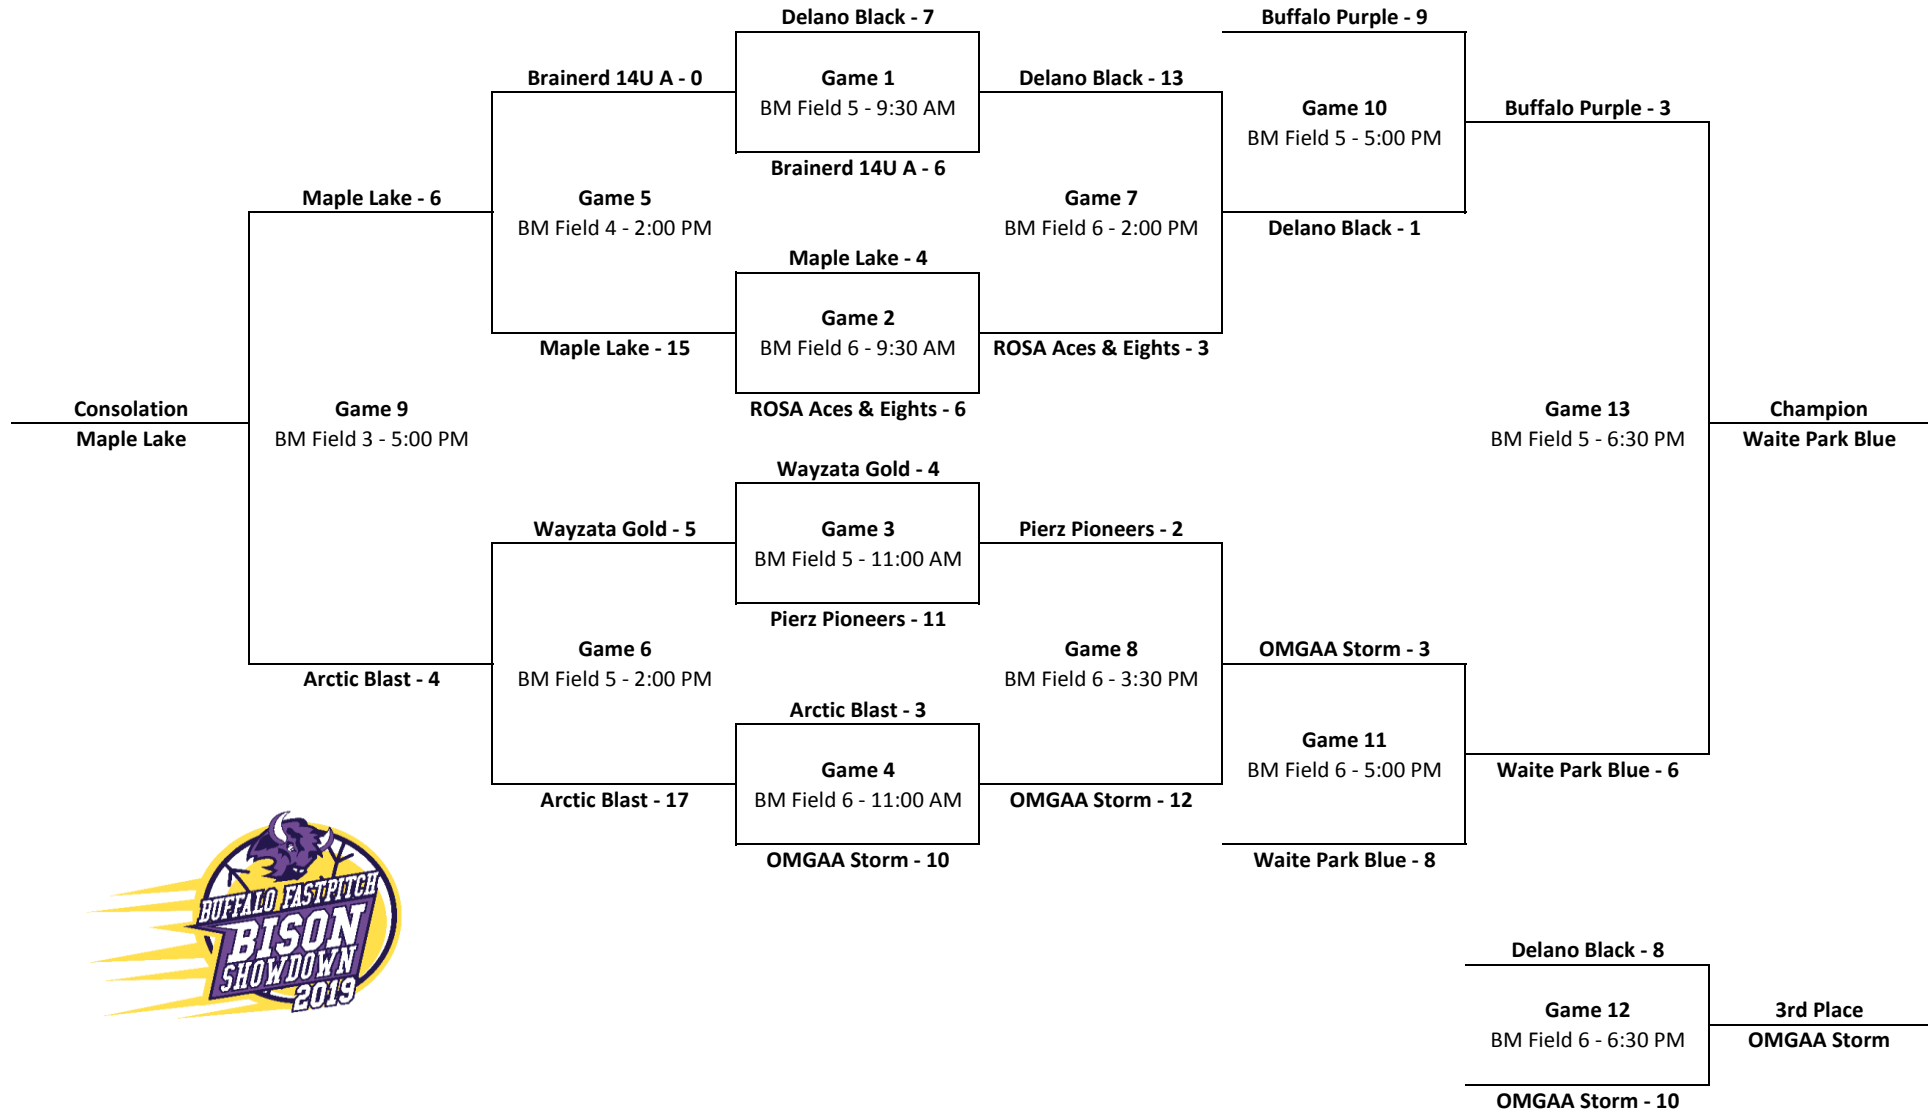 Delano Black - 7
Buffalo Purple - 9
Brainerd 14U A - 0
Game 1
Delano Black - 13
BM Field 5 - 9:30 AM
Game 10
Buffalo Purple - 3
BM Field 5 - 5:00 PM
Brainerd 14U A - 6
Maple Lake - 6
Game 5
Game 7
BM Field 4 - 2:00 PM
BM Field 6 - 2:00 PM
Delano Black - 1
Maple Lake - 4
Game 2
Maple Lake - 15
BM Field 6 - 9:30 AM
ROSA Aces & Eights - 3
Consolation
Game 9
ROSA Aces & Eights - 6
Game 13
Champion
Maple Lake
BM Field 3 - 5:00 PM
BM Field 5 - 6:30 PM
Waite Park Blue
Wayzata Gold - 4
Wayzata Gold - 5
Game 3
Pierz Pioneers - 2
BM Field 5 - 11:00 AM
Pierz Pioneers - 11
Game 6
Game 8
OMGAA Storm - 3
Arctic Blast - 4
BM Field 5 - 2:00 PM
BM Field 6 - 3:30 PM
Arctic Blast - 3
Game 11
Game 4
BM Field 6 - 5:00 PM
Waite Park Blue - 6
Arctic Blast - 17
BM Field 6 - 11:00 AM
OMGAA Storm - 12
OMGAA Storm - 10
Waite Park Blue - 8
BUFFALO FASTPITCH
BISON
SHOWDOWN
2019
Delano Black - 8
Game 12
3rd Place
BM Field 6 - 6:30 PM
OMGAA Storm
OMGAA Storm - 10